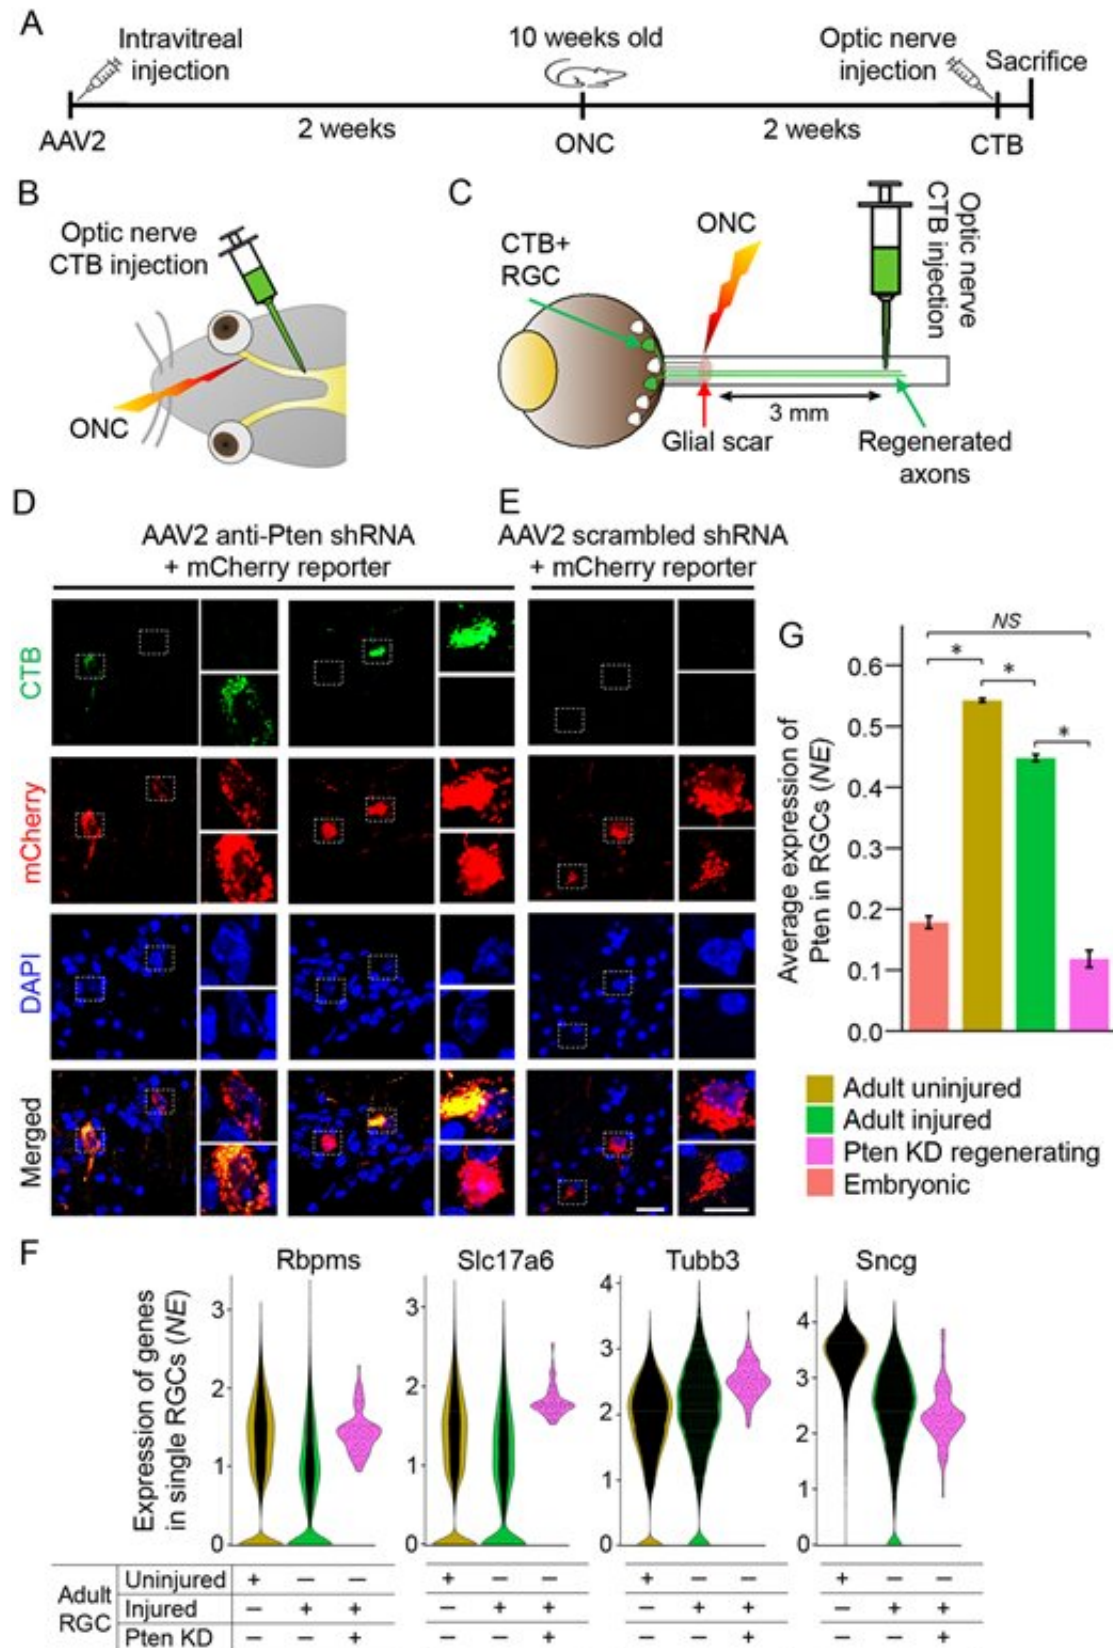 A
Intravitreal
injection
10 weeks old
Optic nerve
injection
Sacrifice
AAV2
2 weeks
ONC
2 weeks
CTB
B
Optic nerve
CTB injection
ONC
C
CTB+
RGC
ONC
Optic nerve
CTB injection
3 mm
Glial scar
Regenerated
axons
D
AAV2 anti-Pten shRNA
+ mCherry reporter
E
AAV2 scrambled shRNA
+ mCherry reporter
CTB
mCherry
DAPI
Merged
G
Average expression of
Pten in RGCs (NE)
NS
* * *
0.6
0.5
0.4
0.3
0.2
0.1
0.0
Adult uninjured
Adult injured
Pten KD regenerating
Embryonic
F
Expression of genes
in single RGCs (NE)
Rbpms Slc17a6 Tubb3 Sncg
3 3 4 4
2 2 3 3
1 1 2 2
0 0 1 1
0 0
Adult
RGC
Uninjured + – – + – – + – – + – –
Injured – + + – + + – + + – + +
Pten KD – – + – – + – – + – – +